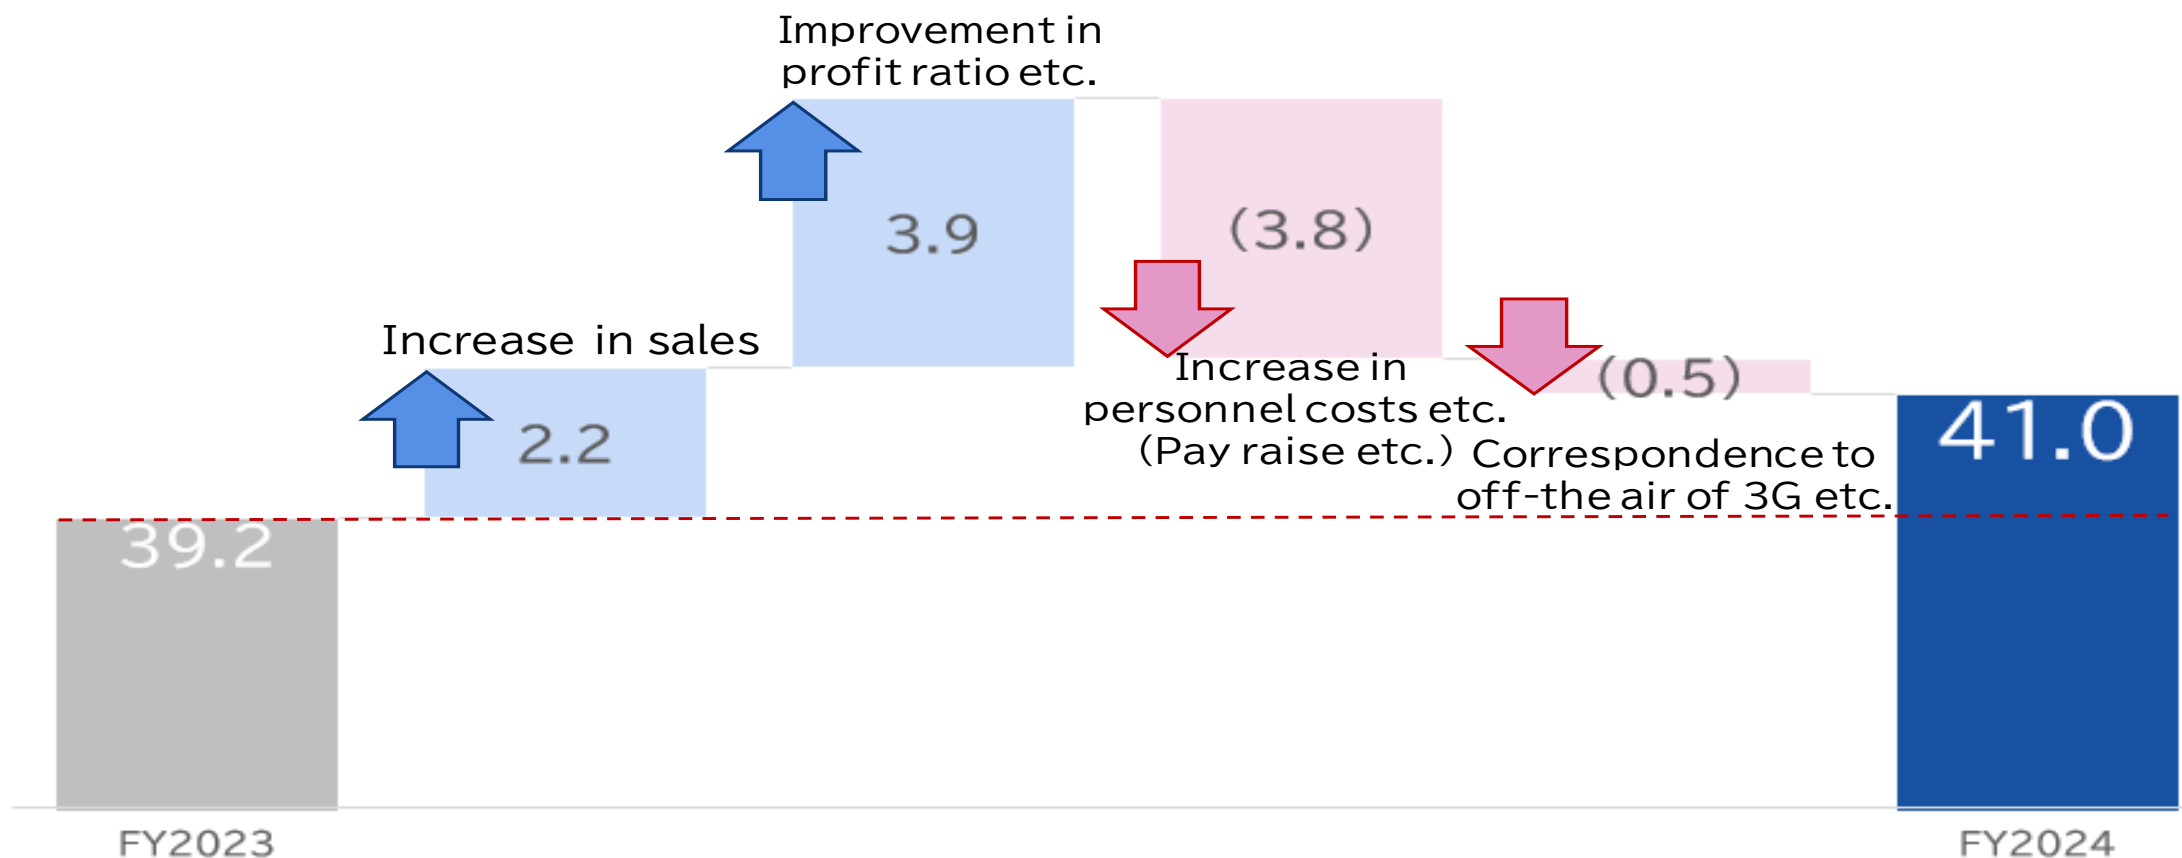 Improvement in
profit ratio etc.
3.9
(3.8)
Increase in sales
2.2
Increase in
personnel costs etc.
(Pay raise etc.)
(0.5)
Correspondence to
off-the air of 3G etc.
39.2
41.0
FY2023
FY2024